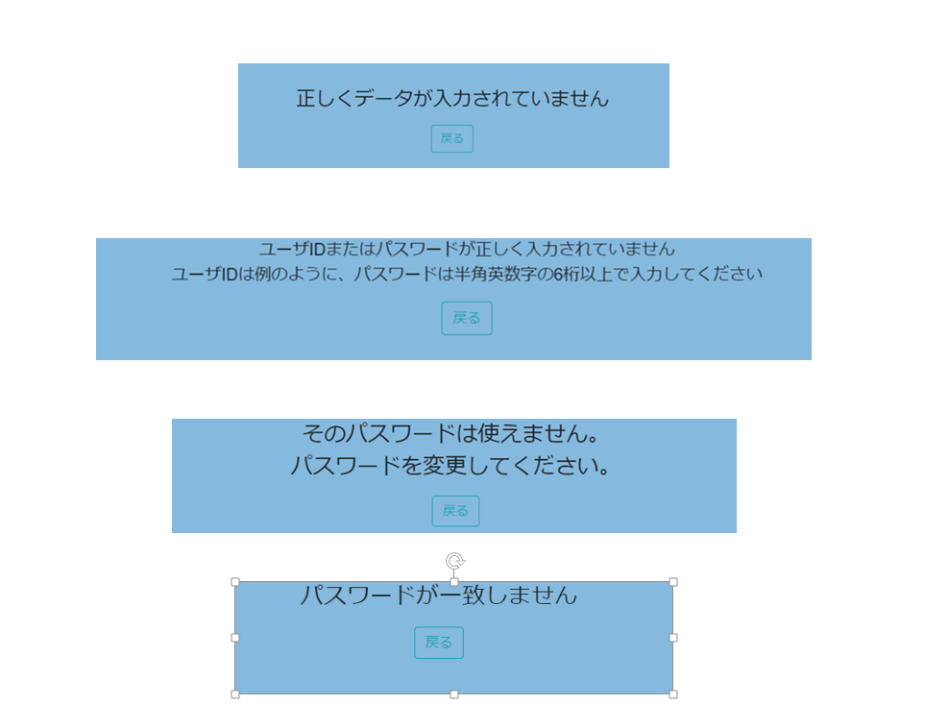 正しくデータが入力されていません
戻る
ユーザIDまたはパスワードが正しく入力されていません
ユーザIDは例のように、パスワードは半角英数字の6桁以上で入力してください
戻る
そのパスワードは使えません。
パスワードを変更してください。
戻る
パスワードが一致しません
戻る